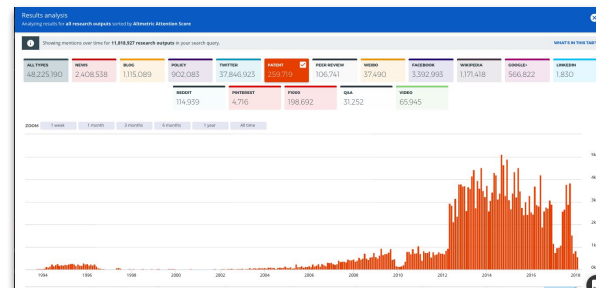 Results analysis
Analyzing results for all research outputs sorted by Altmetric Attention Score
Showing mentions over time for 11,818,927 research outputs in your search query.
WHAT'S IN THIS TAB?
ALL TYPES NEWS BLOG POLICY TWITTER PATENT PEER REVIEW WEIBO FACEBOOK WIKIPEDIA GOOGLE+ LINKEDIN
48,225,190 2,408,538 1,115,089 902,083 37,846,923 259,719 106,741 37,490 3,392,993 1,171,418 566,822 1,830
REDDIT PINTEREST F1000 Q&A VIDEO
114,939 4,716 198,692 31,252 65,945
ZOOM 1 week 1 month 3 months 6 months 1 year All time
5k
4k
3k
2k
1k
0k
1994 1996 1998 2000 2002 2004 2006 2008 2010 2012 2014 2016 2018